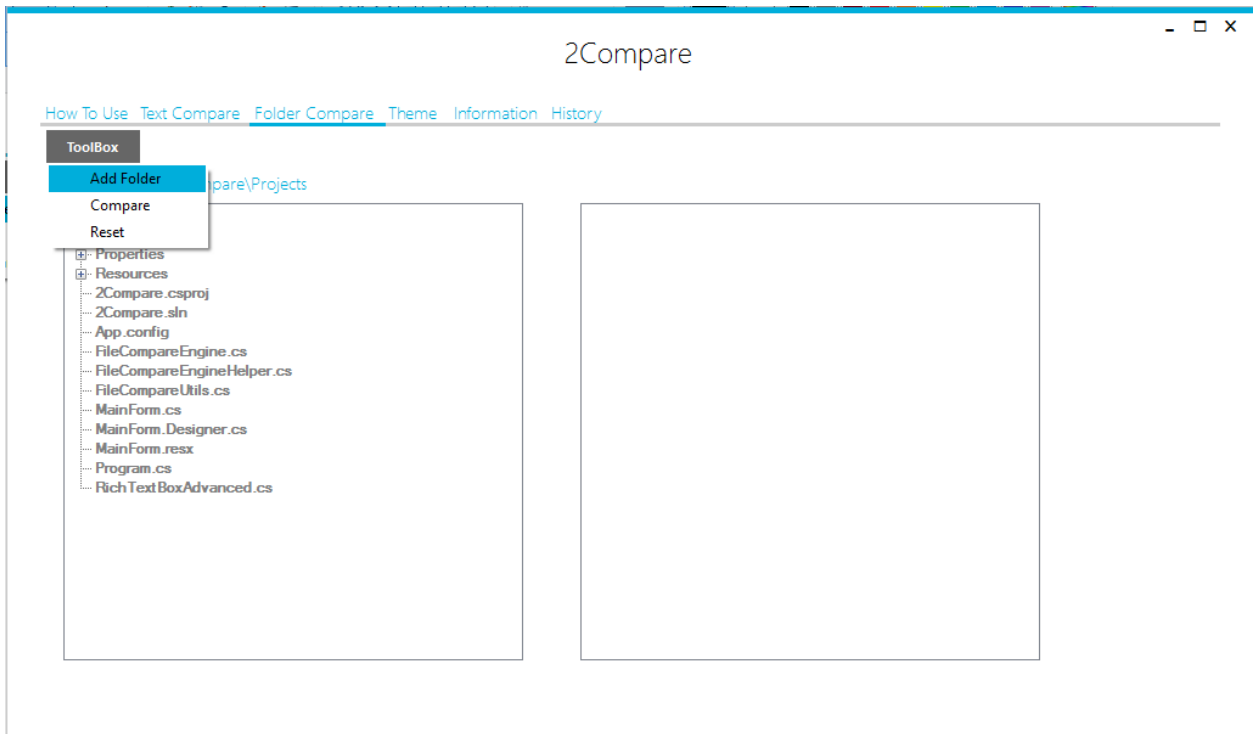 2Compare
How To Use Text Compare Folder Compare Theme Information History
ToolBox
Add Folder
pare\Projects
Compare
Reset
Properties
Resources
2Compare.csproj
2Compare.sln
App.config
FileCompareEngine.cs
FileCompareEngineHelper.cs
FileCompareUtils.cs
MainForm.cs
MainForm.Designer.cs
MainForm.resx
Program.cs
RichTextBoxAdvanced.cs